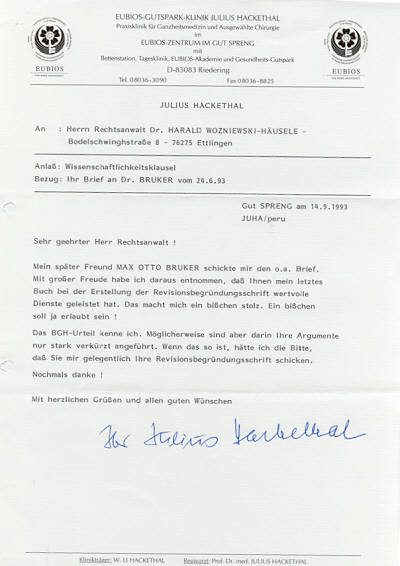 EUBIOS-GUTSPARK-KLINIK JULIUS HACKETHAL
Praxisklinik für Ganzheitsmedizin und Ausgewählte Chirurgie
im
EUBIOS-ZENTRUM IM GUT SPRENG
mit
Bettenstation, Tagesklinik, EUBIOS-Akademie und Gesundheits-Gutspark
D-83083 Riedering
Tel. 08036-3090 Fax 08036-8825
EUBIOS
EUBIOS
JULIUS HACKETHAL
An : Herrn Rechtsanwalt Dr. HARALD WOZNIEWSKI-HÄUSELE -
Bodelschwinghstraße 8 - 76275 Ettlingen
Anlaß: Wissenschaftlichkeitsklausel
Bezug: Ihr Brief an Dr. BRUKER vom 24.6.93
Gut SPRENG am 14.9.1993
JUHA/peru
Sehr geehrter Herr Rechtsanwalt !
Mein später Freund MAX OTTO BRUKER schickte mir den o.a. Brief.
Mit großer Freude habe ich daraus entnommen, daß Ihnen mein letztes
Buch bei der Erstellung der Revisionsbegründungsschrift wertvolle
Dienste geleistet hat. Das macht mich ein bißchen stolz. Ein bißchen
soll ja erlaubt sein !
Das BGH-Urteil kenne ich. Möglicherweise sind aber darin Ihre Argumente
nur stark verkürzt angeführt. Wenn das so ist, hätte ich die Bitte,
daß Sie mir gelegentlich Ihre Revisionsbegründungsschrift schicken.
Nochmals danke !
Mit herzlichen Grüßen und allen guten Wünschen
Ihr Julius Hackethal
Klinikträger: W. LI HACKETHAL Ressarzt: Prof. Dr. med. JULIUS HACKETHAL